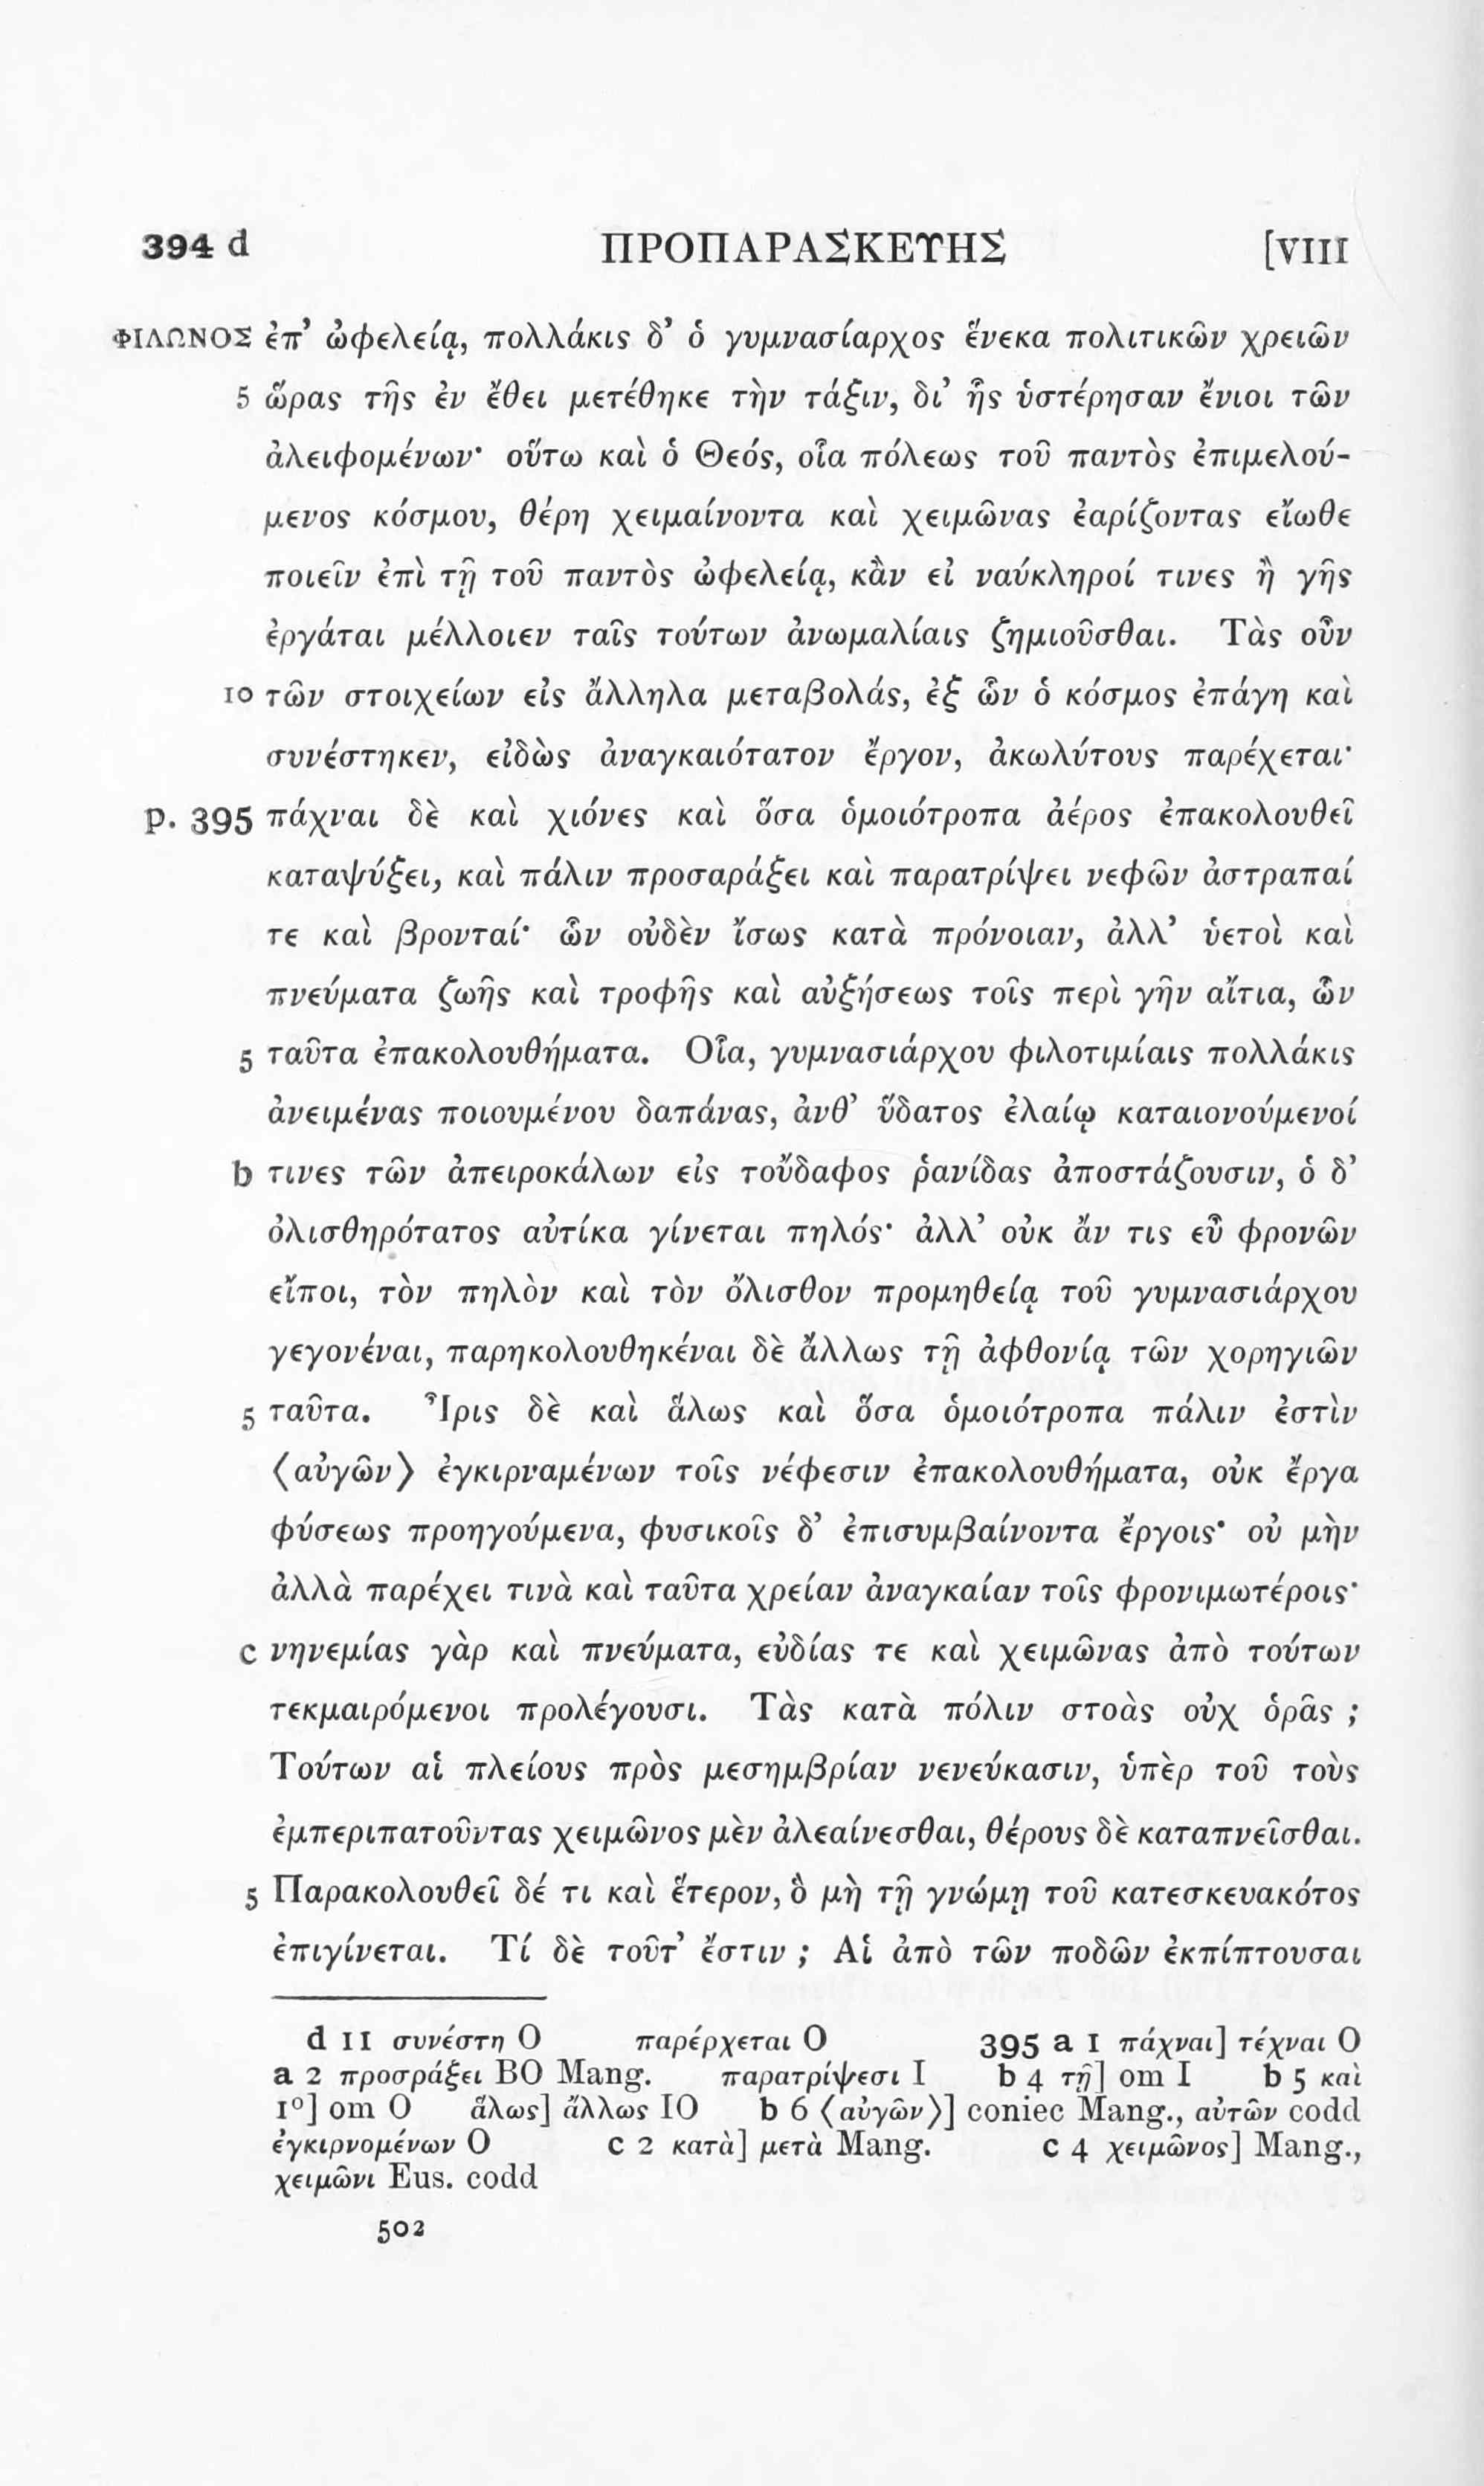 394 d ΠΡΟΠΑΡΑΣΚΕΥΗΣ [VIII
ΦΙΛΩΝΟΣ ἐπ’ ὠφελείᾳ, πολλάκις δ’ ὁ γυμνασίαρχος ἕνεκα πολιτικῶν χρειῶν
5 ὥρας τῆς ἐν ἔθει μετέθηκε τὴν τάξιν, δι’ ἧς ὑστέρησαν ἔνιοι τῶν
ἀλειφομένων· οὕτω καὶ ὁ Θεός, οἷα πόλεως τοῦ παντὸς ἐπιμελού-
μενος κόσμου, θέρη χειμαίνοντα καὶ χειμῶνας ἐαρίζοντας εἴωθε
ποιεῖν ἐπὶ τῇ τοῦ παντὸς ὠφελείᾳ, κἂν εἰ ναύκληροί τινες ἢ γῆς
ἐργάται μέλλοιεν ταῖς τούτων ἀνωμαλίαις ζημιοῦσθαι. Τὰς οὖν
10 τῶν στοιχείων εἰς ἄλληλα μεταβολάς, ἐξ ὧν ὁ κόσμος ἐπάγη καὶ
συνέστηκεν, εἰδὼς ἀναγκαιότατον ἔργον, ἀκωλύτους παρέχεται·
p. 395 πάχναι δὲ καὶ χιόνες καὶ ὅσα ὁμοιότροπα ἀέρος ἐπακολουθεῖ
καταψύξει, καὶ πάλιν προσαράξει καὶ παρατρίψει νεφῶν ἀστραπαί
τε καὶ βρονταί· ὧν οὐδὲν ἴσως κατὰ πρόνοιαν, ἀλλ’ ὑετοὶ καὶ
πνεύματα ζωῆς καὶ τροφῆς καὶ αὐξήσεως τοῖς περὶ γῆν αἴτια, ὧν
5 ταῦτα ἐπακολουθήματα. Οἷα, γυμνασιάρχου φιλοτιμίαις πολλάκις
ἀνειμένας ποιουμένου δαπάνας, ἀνθ’ ὕδατος ἐλαίῳ καταιονούμενοί
b τινες τῶν ἀπειροκάλων εἰς τοὔδαφος ῥανίδας ἀποστάζουσιν, ὁ δ’
ὀλισθηρότατος αὐτίκα γίνεται πηλός· ἀλλ’ οὐκ ἄν τις εὖ φρονῶν
εἴποι, τὸν πηλὸν καὶ τὸν ὄλισθον προμηθείᾳ τοῦ γυμνασιάρχου
γεγονέναι, παρηκολουθηκέναι δὲ ἄλλως τῇ ἀφθονίᾳ τῶν χορηγιῶν
5 ταῦτα. Ἶρις δὲ καὶ ἅλως καὶ ὅσα ὁμοιότροπα πάλιν ἐστὶν
⟨αὐγῶν⟩ ἐγκιρναμένων τοῖς νέφεσιν ἐπακολουθήματα, οὐκ ἔργα
φύσεως προηγούμενα, φυσικοῖς δ’ ἐπισυμβαίνοντα ἔργοις· οὐ μὴν
ἀλλὰ παρέχει τινὰ καὶ ταῦτα χρείαν ἀναγκαίαν τοῖς φρονιμωτέροις·
c νηνεμίας γὰρ καὶ πνεύματα, εὐδίας τε καὶ χειμῶνας ἀπὸ τούτων
τεκμαιρόμενοι προλέγουσι. Τὰς κατὰ πόλιν στοὰς οὐχ ὁρᾷς ;
Τούτων αἱ πλείους πρὸς μεσημβρίαν νενεύκασιν, ὑπὲρ τοῦ τοὺς
ἐμπεριπατοῦντας χειμῶνος μὲν ἀλεαίνεσθαι, θέρους δὲ καταπνεῖσθαι.
5 Παρακολουθεῖ δέ τι καὶ ἕτερον, ὃ μὴ τῇ γνώμῃ τοῦ κατεσκευακότος
ἐπιγίνεται. Τί δὲ τοῦτ’ ἔστιν ; Αἱ ἀπὸ τῶν ποδῶν ἐκπίπτουσαι
d 11 συνέστη O παρέρχεται O 395 a 1 πάχναι] τέχναι O
a 2 προσράξει BO Mang. παρατρίψεσι I b 4 τῇ] om I b 5 καὶ
1º] om O ἅλως] ἄλλως IO b 6 ⟨αὐγῶν⟩] coniec Mang., αὐτῶν codd
ἐγκιρνομένων O c 2 κατὰ] μετὰ Mang. c 4 χειμῶνος] Mang.,
χειμῶνι Eus. codd
502